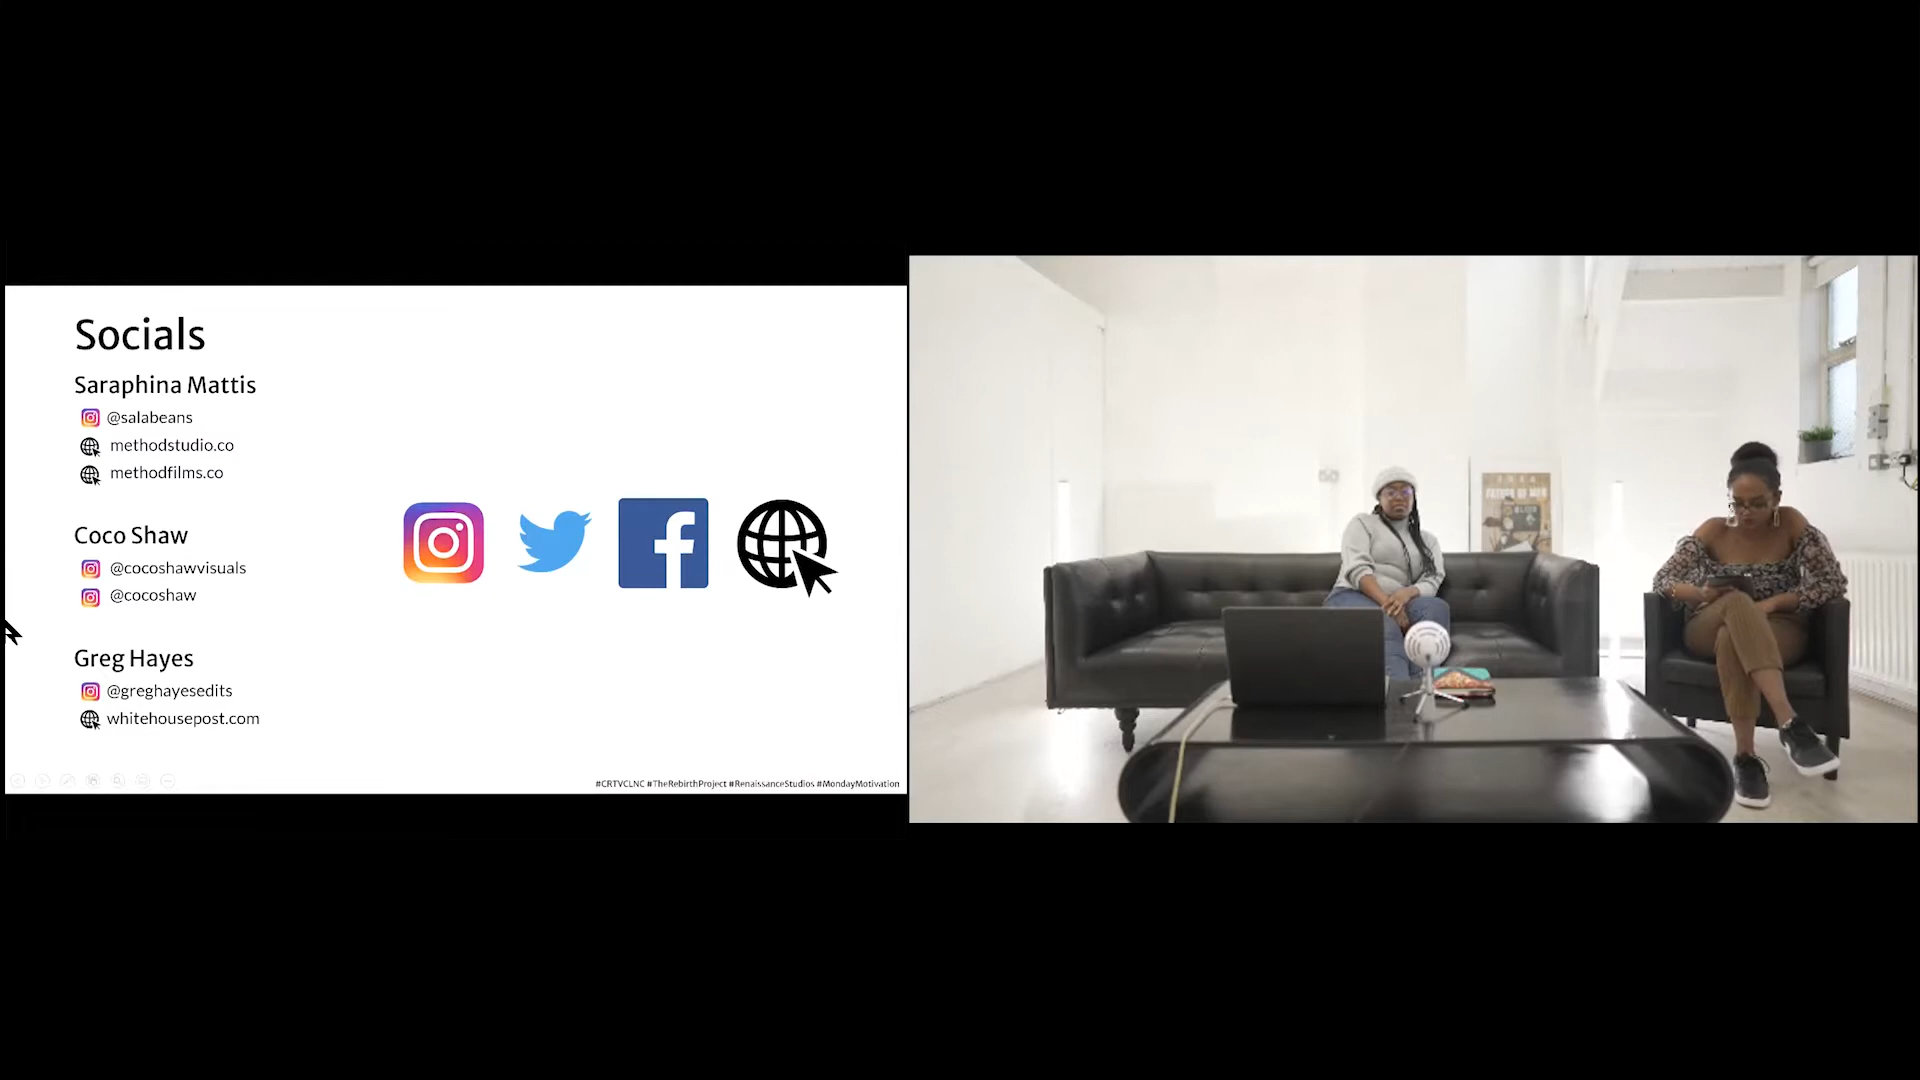 Socials
Saraphina Mattis
@salabeans
methodstudio.co
methodfilms.co
Coco Shaw
@cocoshawvisuals
@cocoshaw
Greg Hayes
@greghayesedits
whitehousepost.com
#CRTVCLNC #TheRebirthProject #RenaissanceStudios #MondayMotivation